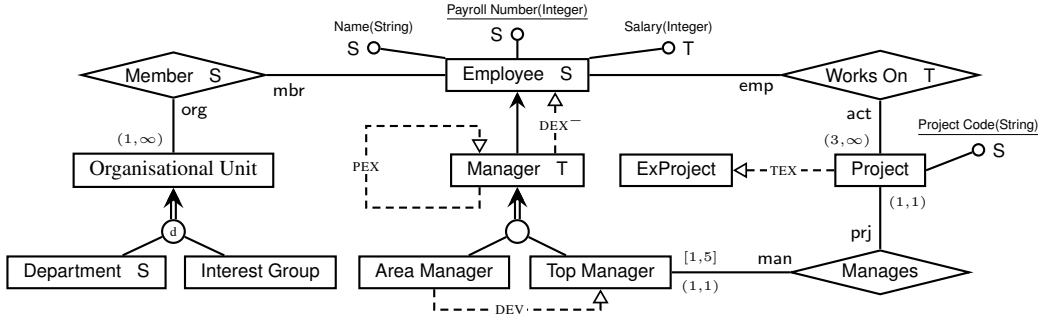 Payroll Number(Integer)
Name(String)
S
Salary(Integer)
S
T
Member S
Employee S
Works On T
mbr
emp
org
act
DEX⁻
Project Code(String)
(1,∞)
(3,∞)
S
Organisational Unit
PEX
Manager T
ExProject
TEX
Project
(1,1)
d
prj
Department S
Interest Group
Area Manager
Top Manager
[1,5]
man
Manages
(1,1)
DEV